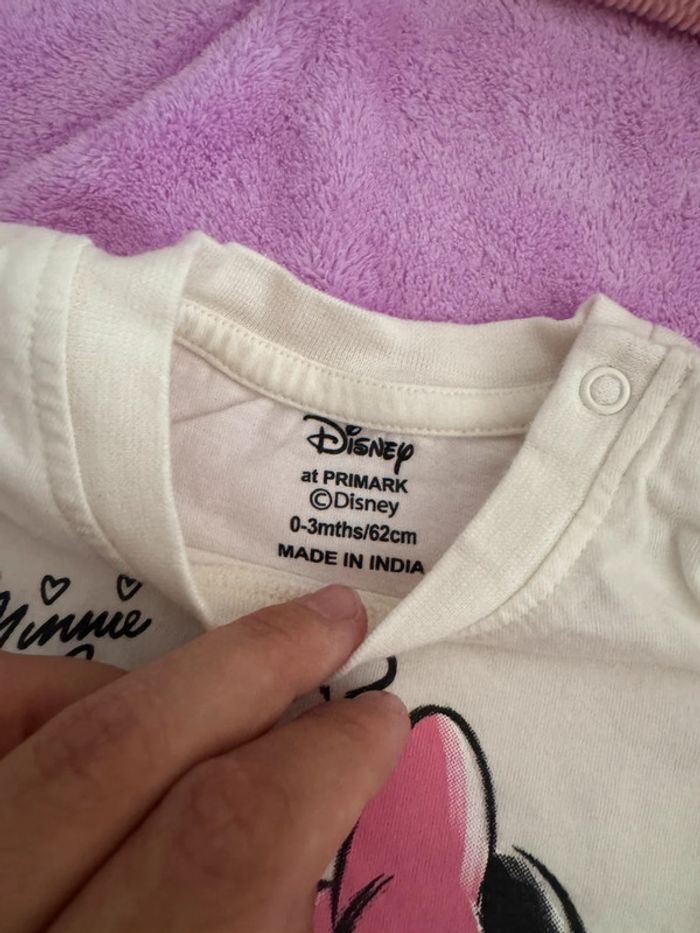 Disney
at PRIMARK
©Disney
0-3mths/62cm
MADE IN INDIA
Minnie